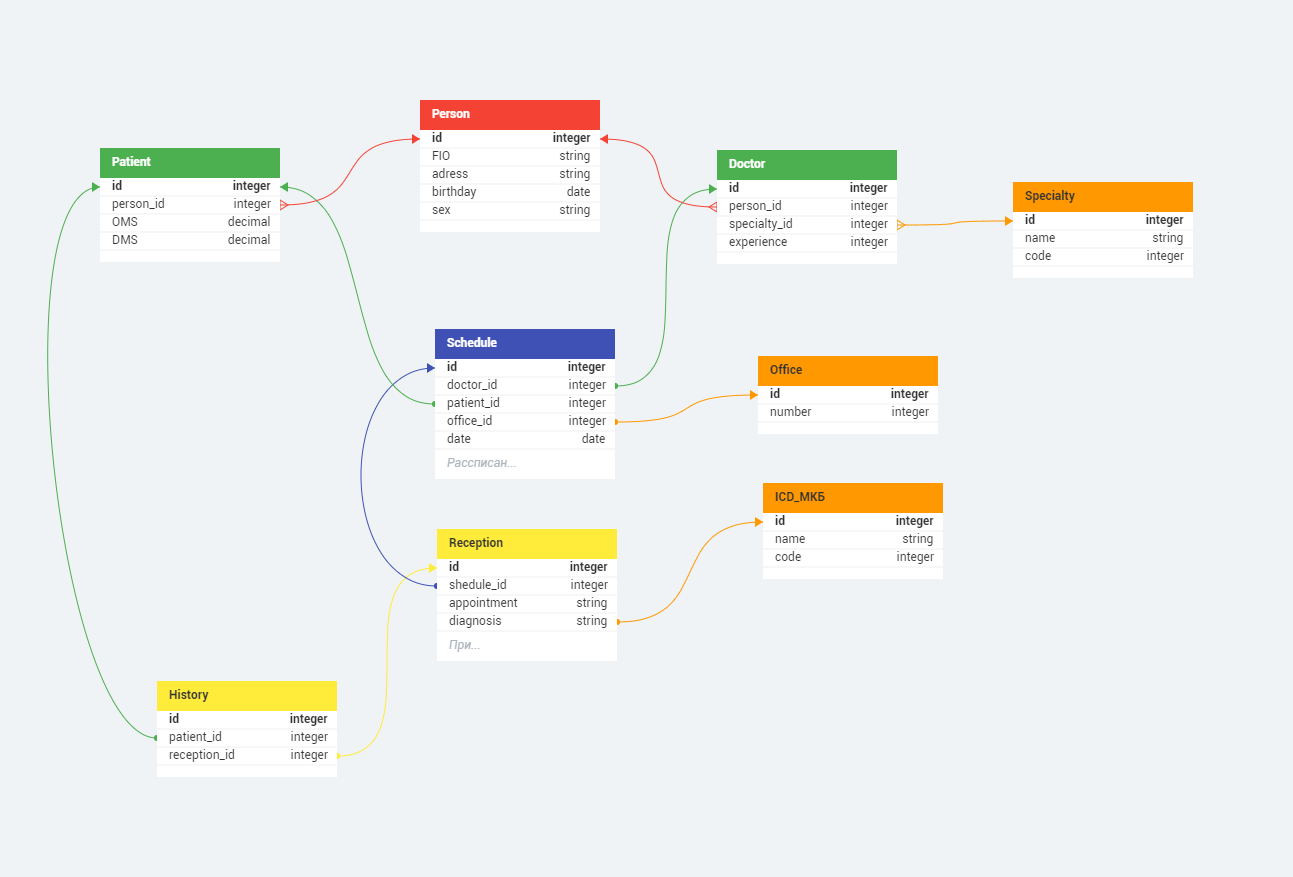 Person
id integer
FIO string
adress string
birthday date
sex string
Patient
id integer
person_id integer
OMS decimal
DMS decimal
Doctor
id integer
person_id integer
specialty_id integer
experience integer
Specialty
id integer
name string
code integer
Schedule
id integer
doctor_id integer
patient_id integer
office_id integer
date date
Рассписан...
Office
id integer
number integer
ICD_МКБ
id integer
name string
code integer
Reception
id integer
shedule_id integer
appointment string
diagnosis string
При...
History
id integer
patient_id integer
reception_id integer